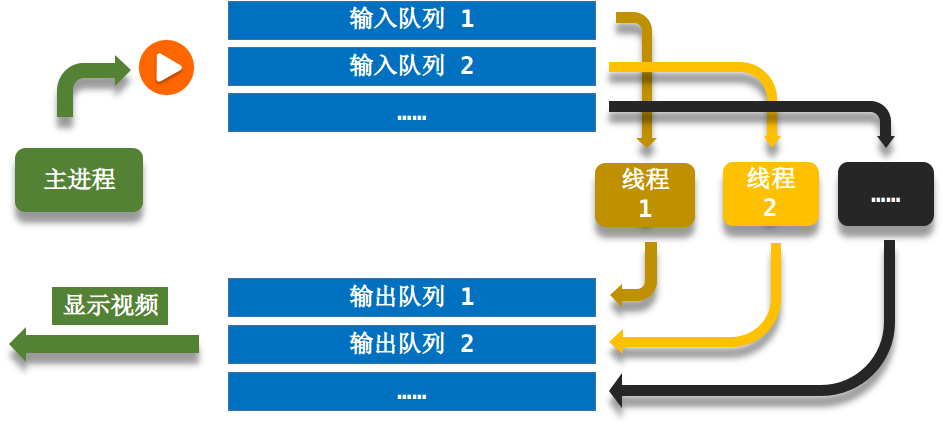 输入队列 1
输入队列 2
……
主进程
线程
1
线程
2
……
输出队列 1
显示视频
输出队列 2
……